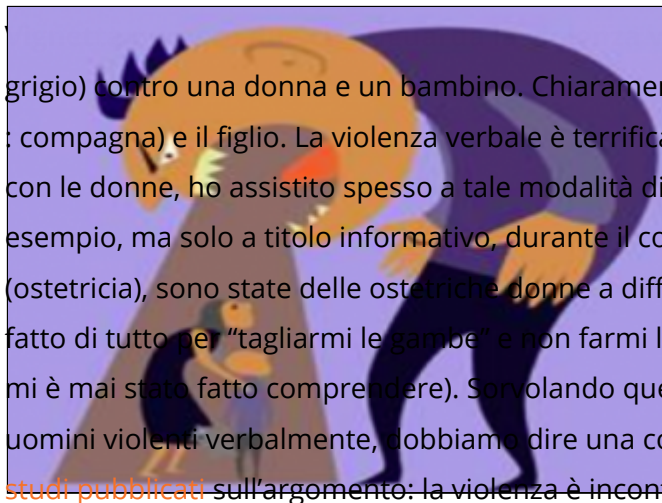 grigio) contro una donna e un bambino. Chiaramen
: compagna) e il figlio. La violenza verbale è terrifica
con le donne, ho assistito spesso a tale modalità di
esempio, ma solo a titolo informativo, durante il co
(ostetricia), sono state delle ostetriche donne a diff
fatto di tutto per “tagliarmi le gambe” e non farmi l
mi è mai stato fatto comprendere). Sorvolando que
uomini violenti verbalmente, dobbiamo dire una co
studi pubblicati sull’argomento: la violenza è incont